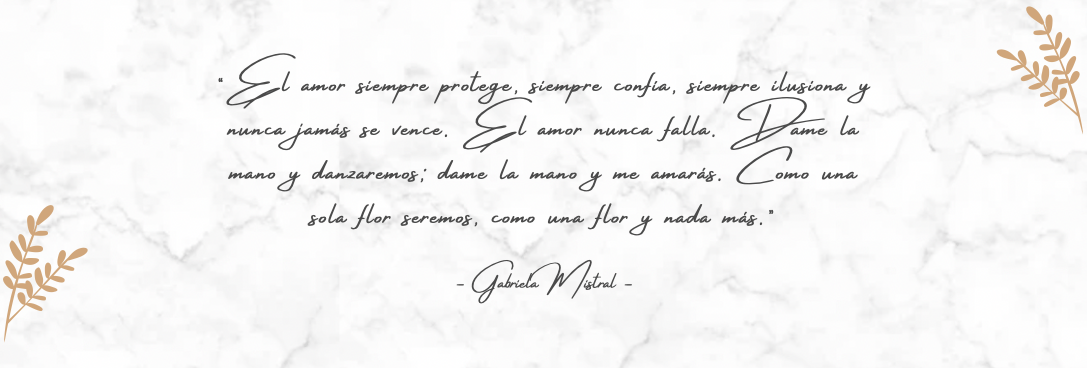 “El amor siempre protege, siempre confía, siempre ilusiona y
nunca jamás se vence. El amor nunca falla. Dame la
mano y danzaremos; dame la mano y me amarás. Como una
sola flor seremos, como una flor y nada más.”
- Gabriela Mistral -